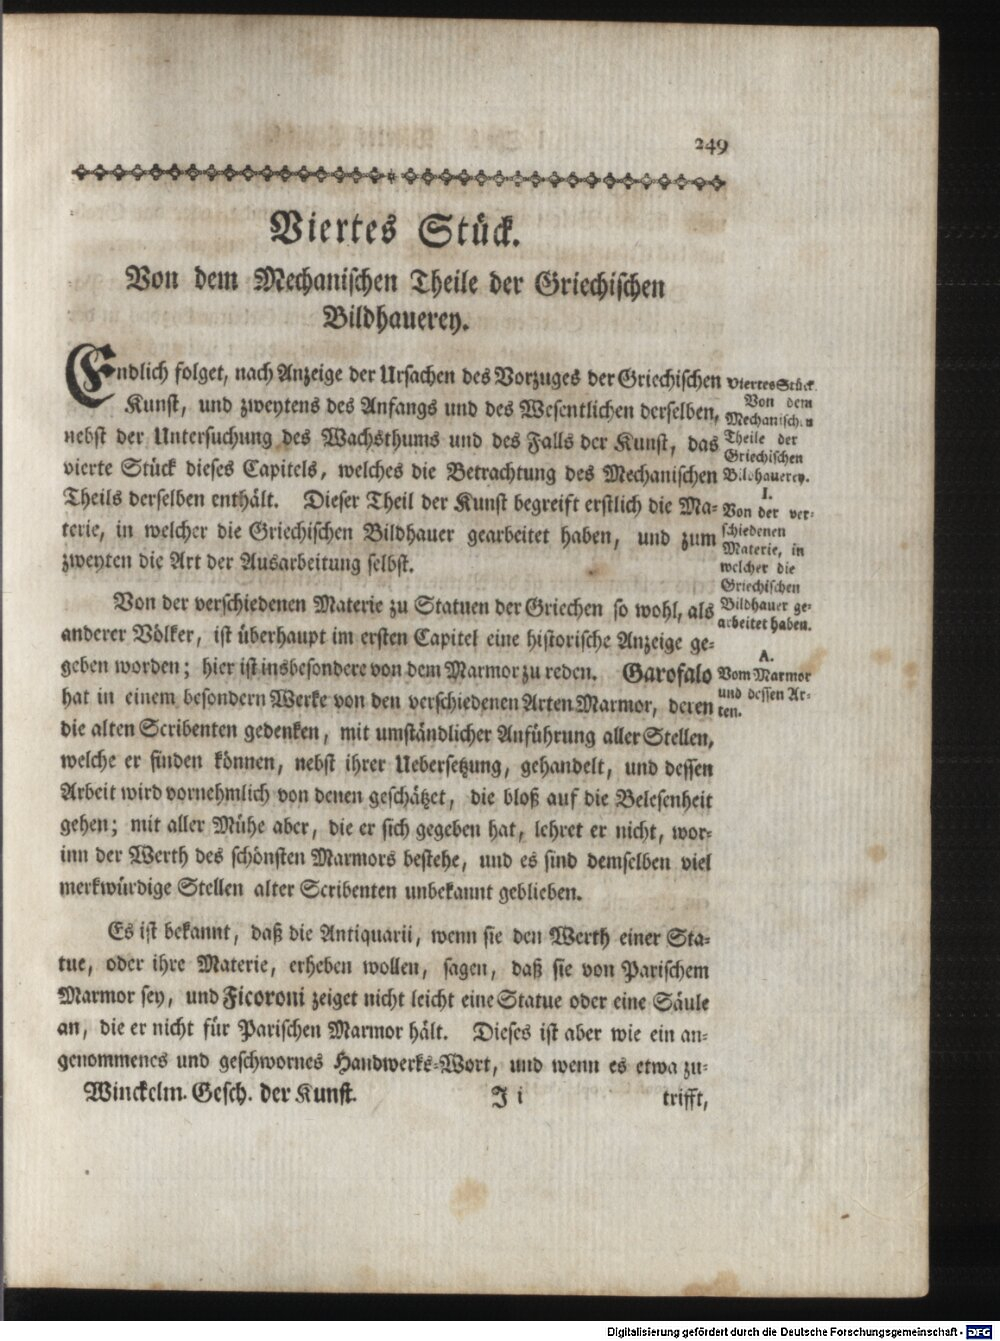 249
Viertes Stück.
Von dem Mechanischen Theile der Griechischen
Bildhauerey.
Endlich folget, nach Anzeige der Ursachen des Vorzuges der Griechischen
Kunst, und zweytens des Anfangs und des Wesentlichen derselben,
nebst der Untersuchung des Wachsthums und des Falls der Kunst, das
vierte Stück dieses Capitels, welches die Betrachtung des Mechanischen
Theils derselben enthält. Dieser Theil der Kunst begreift erstlich die Ma-
terie, in welcher die Griechischen Bildhauer gearbeitet haben, und zum
zweyten die Art der Ausarbeitung selbst.
Viertes Stück.
Von dem
Mechanischen
Theile der
Griechischen
Bildhauerey.
I.
Von der ver-
schiedenen
Materie, in
welcher die
Griechischen
Bildhauer ge-
arbeitet haben.
Von der verschiedenen Materie zu Statuen der Griechen so wohl, als
anderer Völker, ist überhaupt im ersten Capitel eine historische Anzeige ge-
geben worden; hier ist insbesondere von dem Marmor zu reden. Garofalo
hat in einem besondern Werke von den verschiedenen Arten Marmor, deren
die alten Scribenten gedenken, mit umständlicher Anführung aller Stellen,
welche er finden können, nebst ihrer Uebersetzung, gehandelt, und dessen
Arbeit wird vornehmlich von denen geschätzet, die bloß auf die Belesenheit
gehen; mit aller Mühe aber, die er sich gegeben hat, lehret er nicht, wor-
inn der Werth des schönsten Marmors bestehe, und es sind demselben viel
merkwürdige Stellen alter Scribenten unbekannt geblieben.
A.
Vom Marmor
und dessen Ar-
ten.
Es ist bekannt, daß die Antiquarii, wenn sie den Werth einer Sta-
tue, oder ihre Materie, erheben wollen, sagen, daß sie von Parischem
Marmor sey, und Ficoroni zeiget nicht leicht eine Statue oder eine Säule
an, die er nicht für Parischen Marmor hält. Dieses ist aber wie ein an-
genommenes und geschwornes Handwerks-Wort, und wenn es etwa zu-
Winckelm. Gesch. der Kunst. J i trifft,
Digitalisierung gefördert durch die Deutsche Forschungsgemeinschaft - DFG